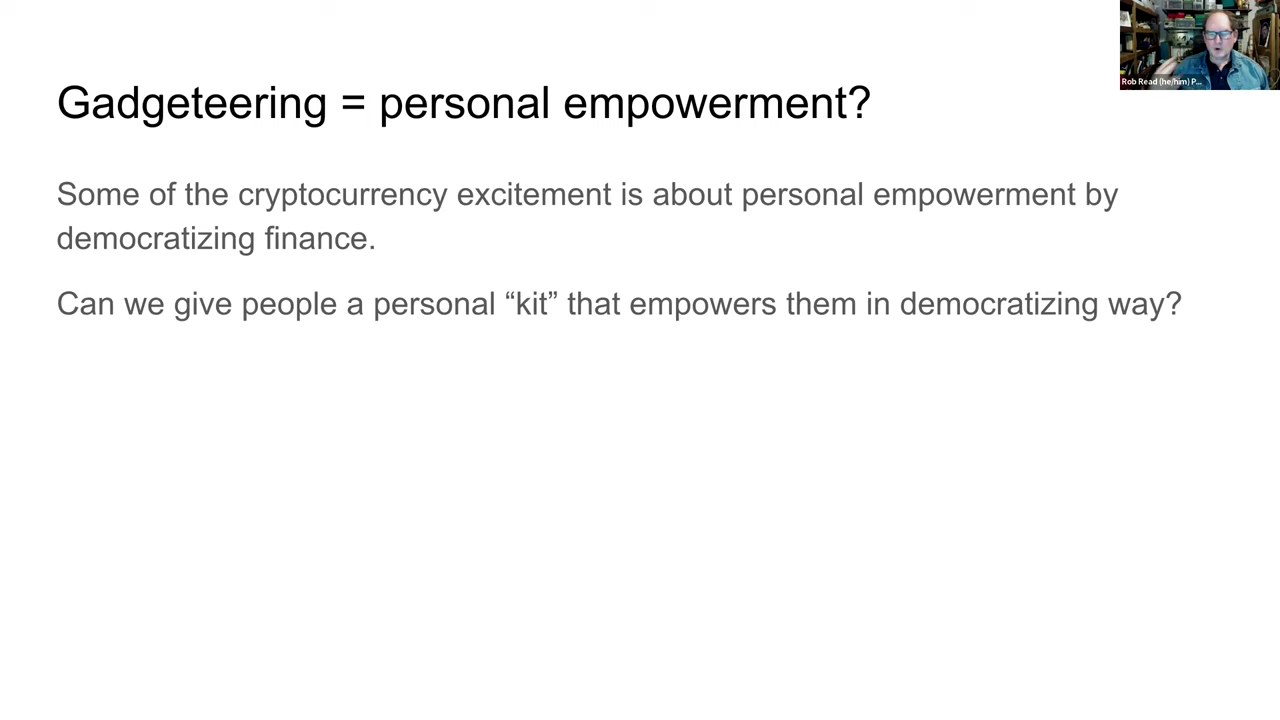 Gadgeteering = personal empowerment?
Rob Read (he/him) P...
Some of the cryptocurrency excitement is about personal empowerment by
democratizing finance.
Can we give people a personal “kit” that empowers them in democratizing way?